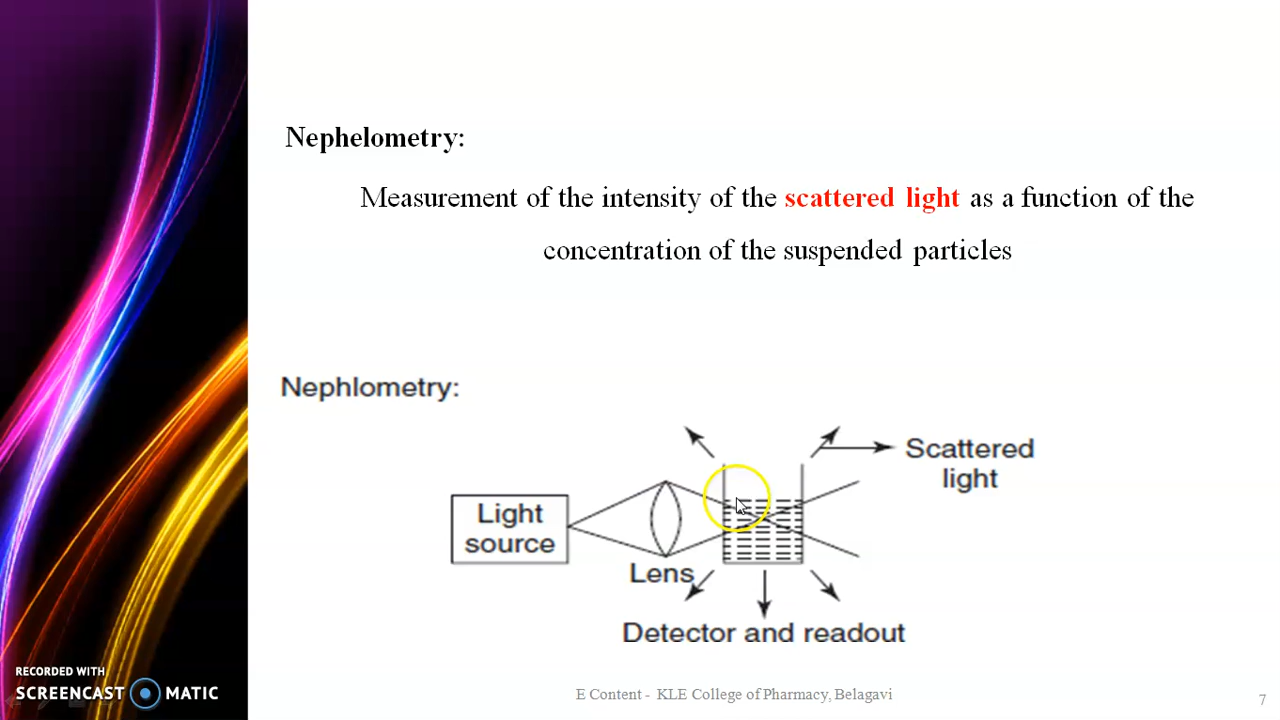 Nephelometry:
Measurement of the intensity of the scattered light as a function of the
concentration of the suspended particles
Nephlometry:
Scattered
light
Light
source
Lens
Detector and readout
RECORDED WITH
SCREENCAST MATIC
E Content - KLE College of Pharmacy, Belagavi
7